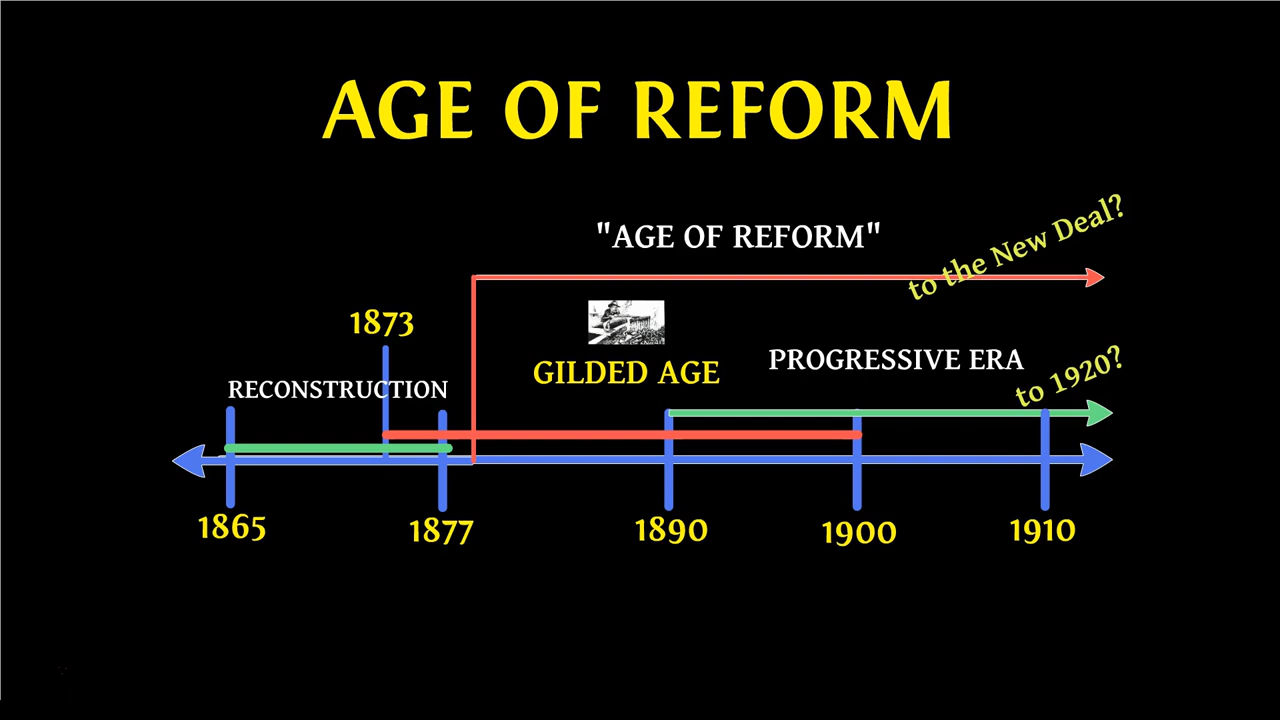 AGE OF REFORM
"AGE OF REFORM"
to the New Deal?
1873
RECONSTRUCTION
GILDED AGE
PROGRESSIVE ERA
to 1920?
1865
1877
1890
1900
1910